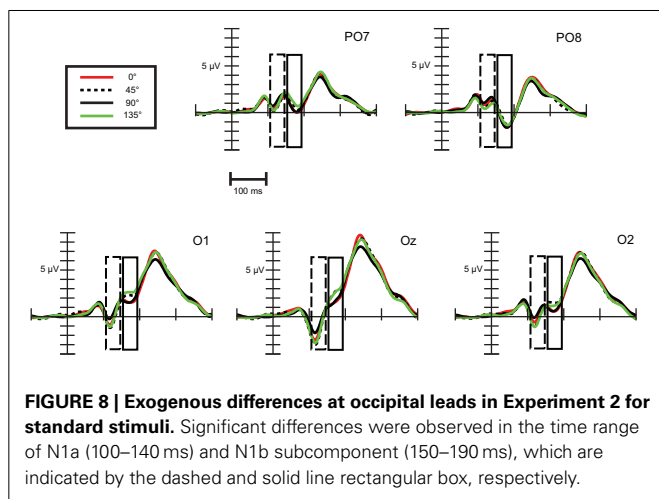 PO7
PO8
5 µV
5 µV
0°
45°
90°
135°
100 ms
O1
Oz
O2
5 µV
5 µV
5 µV
FIGURE 8 | Exogenous differences at occipital leads in Experiment 2 for
standard stimuli. Significant differences were observed in the time range
of N1a (100–140 ms) and N1b subcomponent (150–190 ms), which are
indicated by the dashed and solid line rectangular box, respectively.